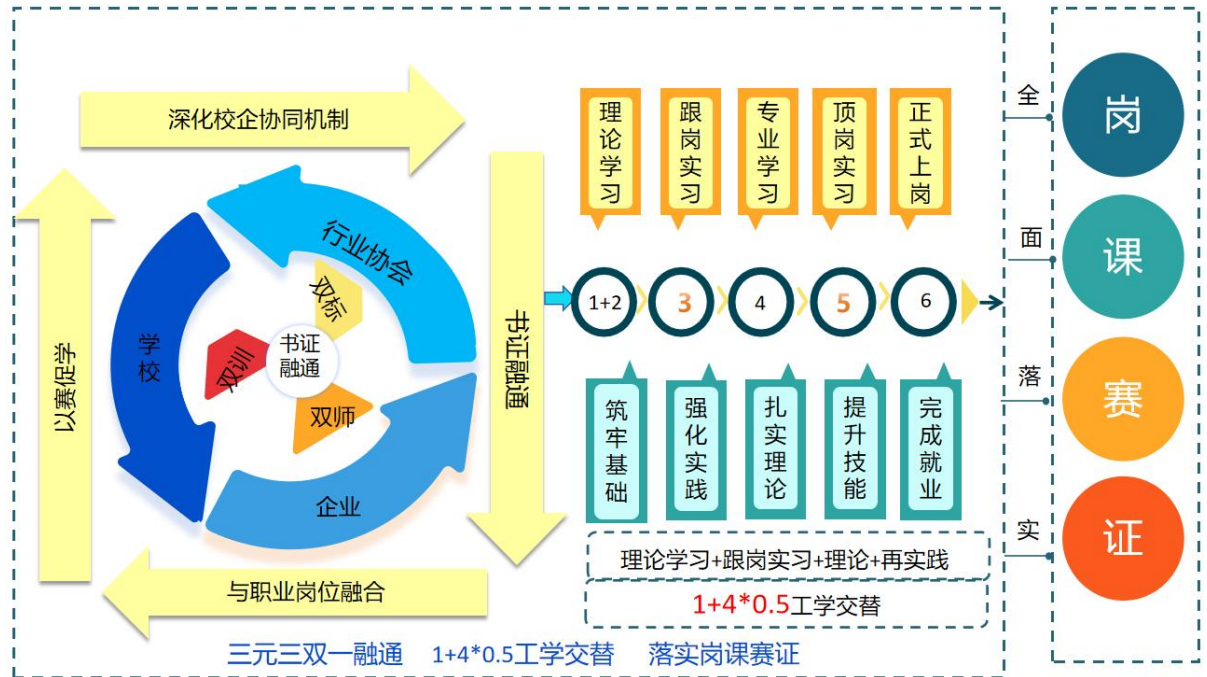 深化校企协同机制
以赛促学
书证融通
与职业岗位融合
行业协会
学校
企业
双标
双训
双师
书证
融通
理论学习
跟岗实习
专业学习
顶岗实习
正式上岗
1+2
3
4
5
6
筑牢基础
强化实践
扎实理论
提升技能
完成就业
理论学习+跟岗实习+理论+再实践
1+4*0.5工学交替
三元三双一融通 1+4*0.5工学交替 落实岗课赛证
全
面
落
实
岗
课
赛
证